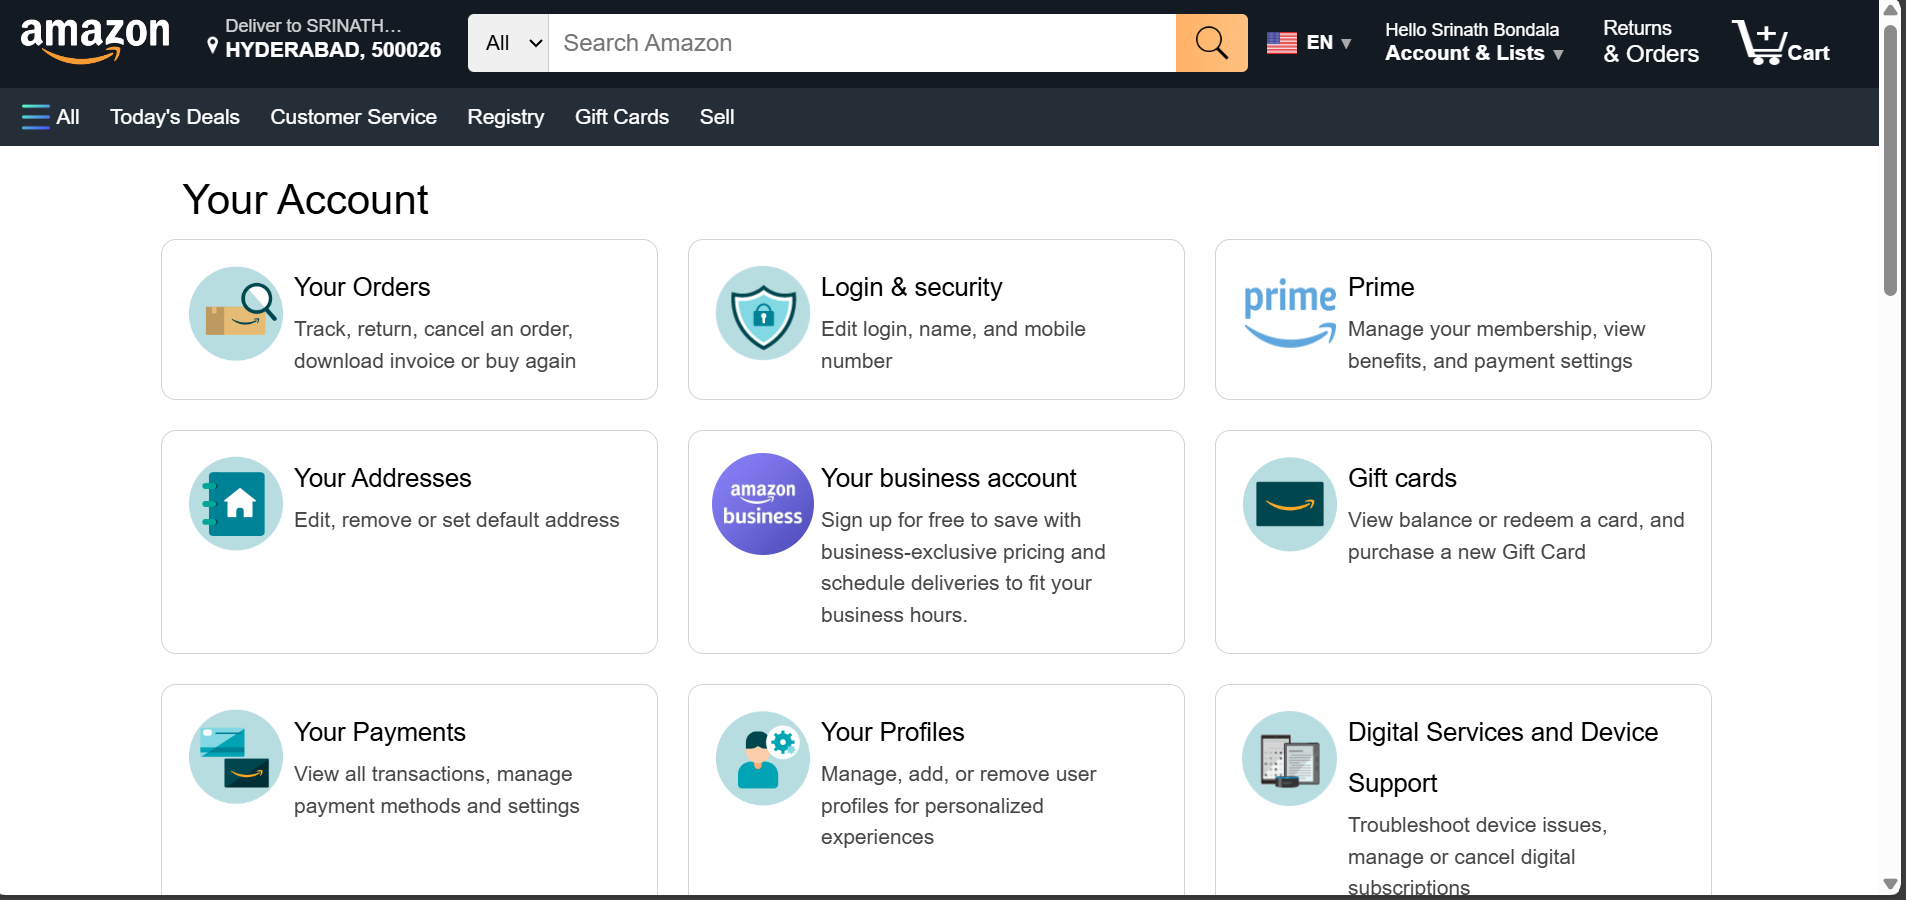 amazon
Deliver to SRINATH...
HYDERABAD, 500026
All
Search Amazon
EN
Hello Srinath Bondala
Account & Lists
Returns
& Orders
Cart
All
Today's Deals
Customer Service
Registry
Gift Cards
Sell
Your Account
Your Orders
Track, return, cancel an order,
download invoice or buy again
Login & security
Edit login, name, and mobile
number
prime
Prime
Manage your membership, view
benefits, and payment settings
Your Addresses
Edit, remove or set default address
amazon
business
Your business account
Sign up for free to save with
business-exclusive pricing and
schedule deliveries to fit your
business hours.
Gift cards
View balance or redeem a card, and
purchase a new Gift Card
Your Payments
View all transactions, manage
payment methods and settings
Your Profiles
Manage, add, or remove user
profiles for personalized
experiences
Digital Services and Device
Support
Troubleshoot device issues,
manage or cancel digital
subscriptions